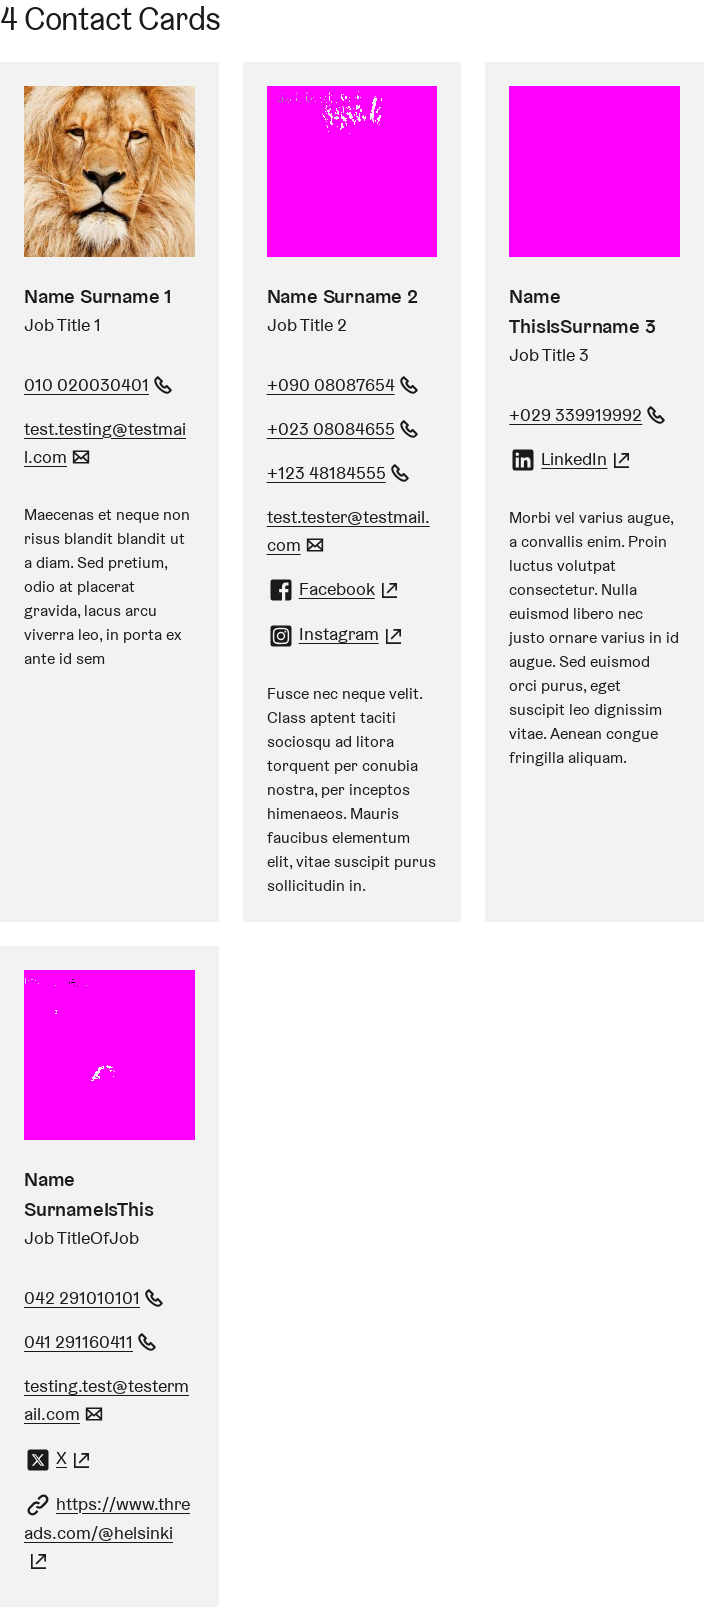 4 Contact Cards
Name Surname 1
Job Title 1
010 020030401
test.testing@testmai
l.com
Maecenas et neque non
risus blandit blandit ut
a diam. Sed pretium,
odio at placerat
gravida, lacus arcu
viverra leo, in porta ex
ante id sem
Name Surname 2
Job Title 2
+090 08087654
+023 08084655
+123 48184555
test.tester@testmail.
com
Facebook
Instagram
Fusce nec neque velit.
Class aptent taciti
sociosqu ad litora
torquent per conubia
nostra, per inceptos
himenaeos. Mauris
faucibus elementum
elit, vitae suscipit purus
sollicitudin in.
Name
ThisIsSurname 3
Job Title 3
+029 339919992
LinkedIn
Morbi vel varius augue,
a convallis enim. Proin
luctus volutpat
consectetur. Nulla
euismod libero nec
justo ornare varius in id
augue. Sed euismod
orci purus, eget
suscipit leo dignissim
vitae. Aenean congue
fringilla aliquam.
Name
SurnameIsThis
Job TitleOfJob
042 291010101
041 291160411
testing.test@testerm
ail.com
X
https://www.thre
ads.com/@helsinki